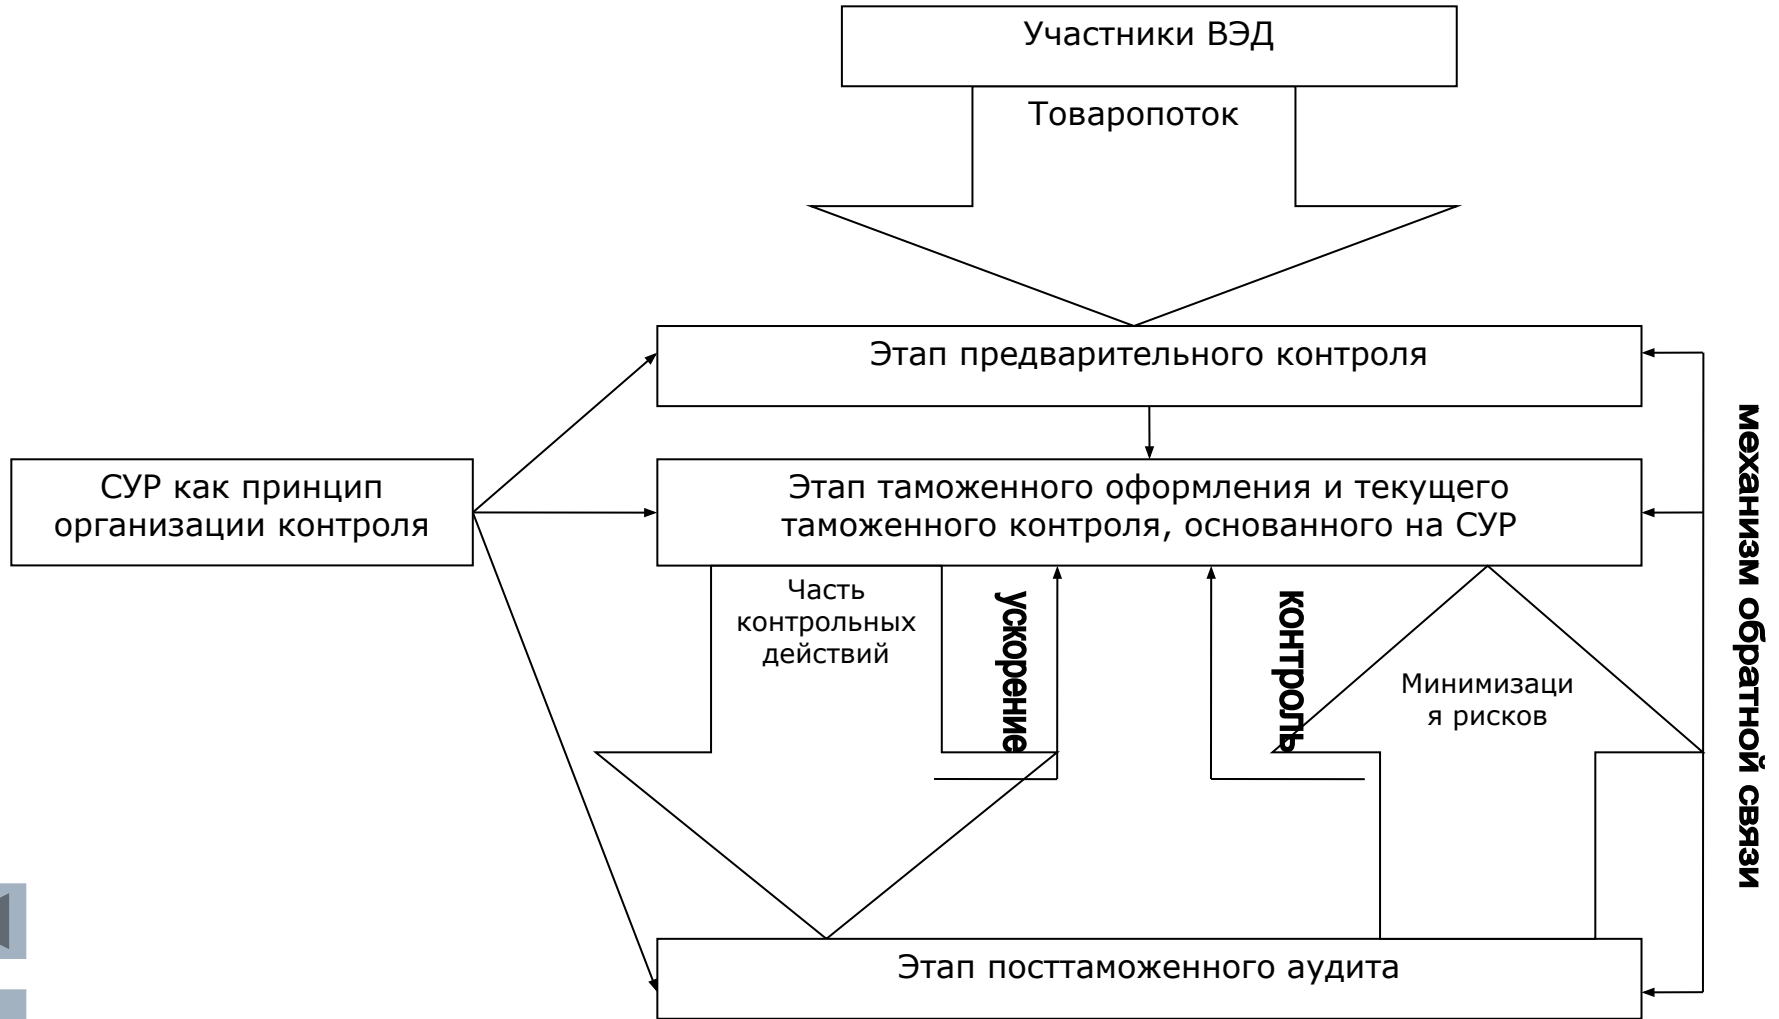 Участники ВЭД
Товаропоток
Этап предварительного контроля
СУР как принцип
организации контроля
Этап таможенного оформления и текущего
таможенного контроля, основанного на СУР
Часть
контрольных
действий
ускорение
контроль
Минимизаци
я рисков
механизм обратной связи
Этап посттаможенного аудита